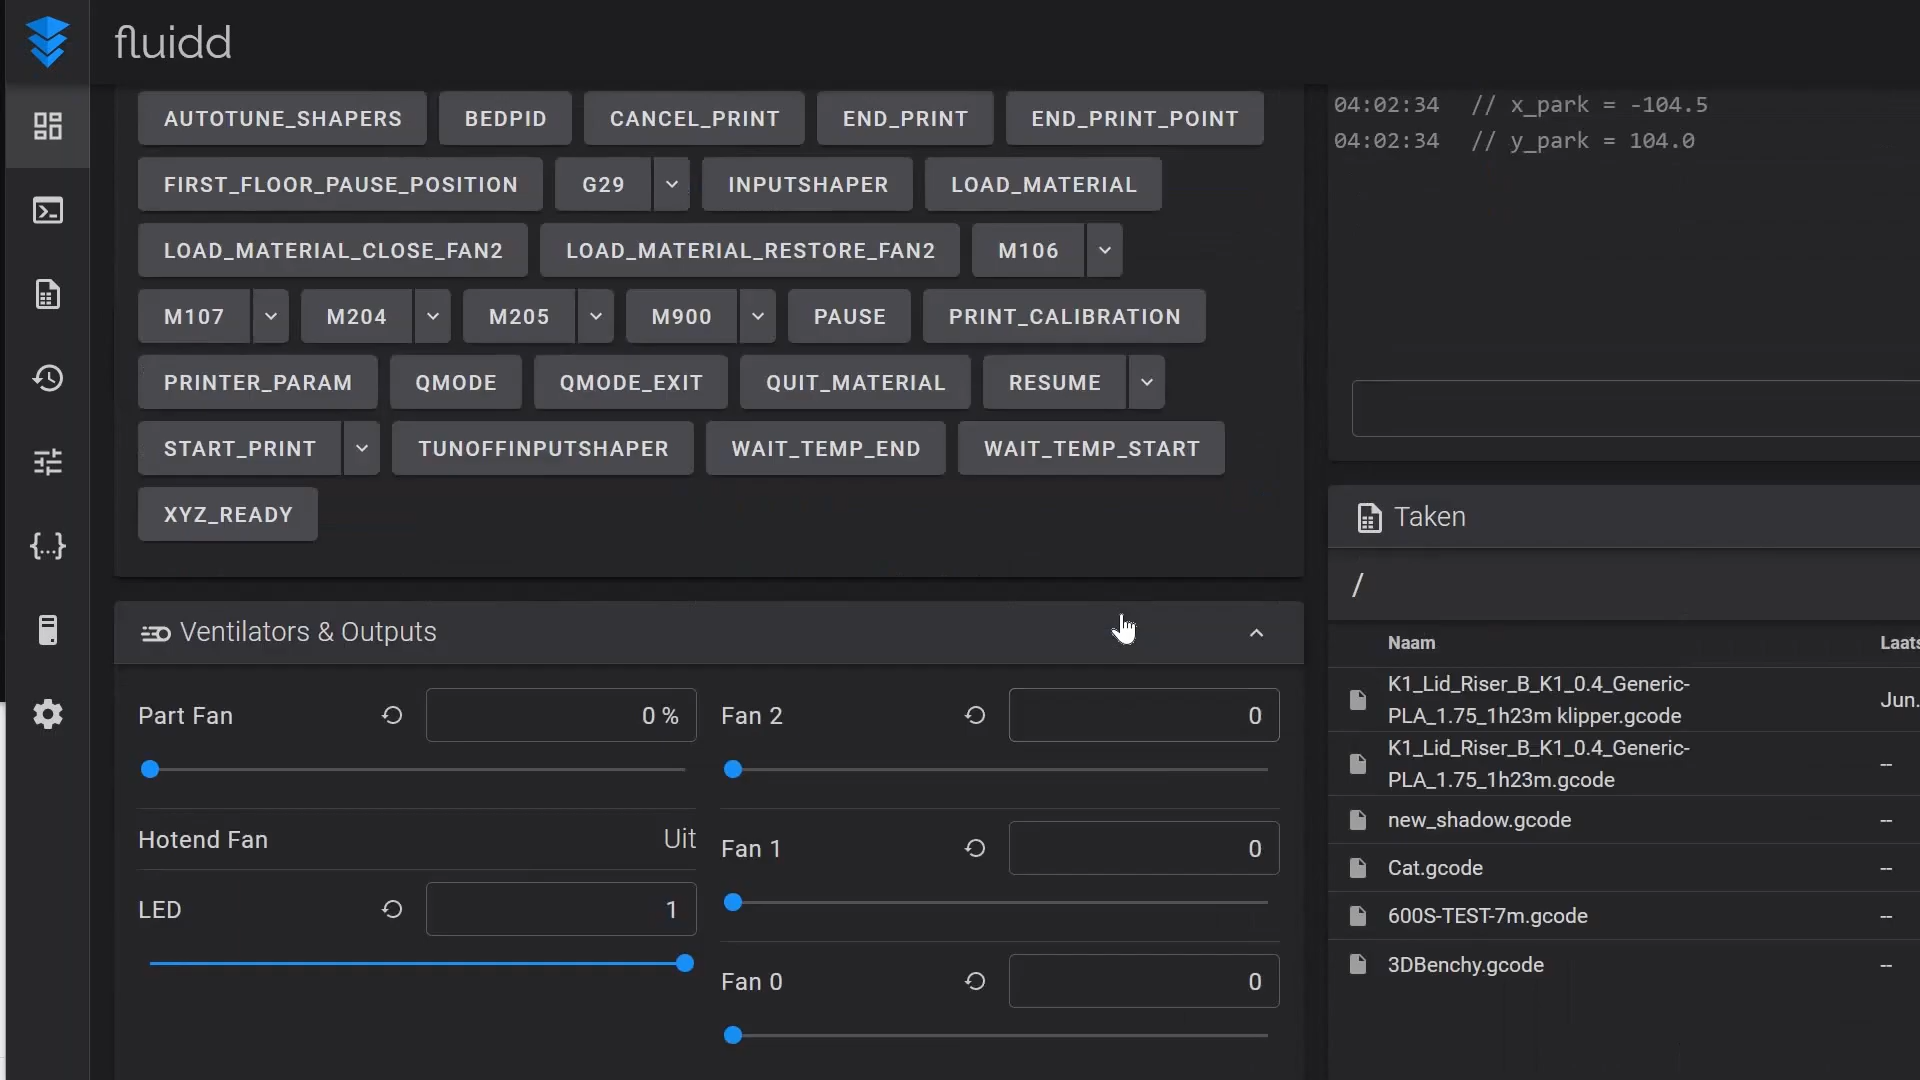 fluidd
AUTOTUNE_SHAPERS BEDPID CANCEL_PRINT END_PRINT END_PRINT_POINT
FIRST_FLOOR_PAUSE_POSITION G29 INPUTSHAPER LOAD_MATERIAL
LOAD_MATERIAL_CLOSE_FAN2 LOAD_MATERIAL_RESTORE_FAN2 M106
M107 M204 M205 M900 PAUSE PRINT_CALIBRATION
PRINTER_PARAM QMODE QMODE_EXIT QUIT_MATERIAL RESUME
START_PRINT TUNOFFINPUTSHAPER WAIT_TEMP_END WAIT_TEMP_START
XYZ_READY
Ventilators & Outputs
Part Fan 0 %
Hotend Fan Uit
LED 1
Fan 2 0
Fan 1 0
Fan 0 0
04:02:34 // x_park = -104.5
04:02:34 // y_park = 104.0
Taken
/
Naam Laats
K1_Lid_Riser_B_K1_0.4_Generic-
PLA_1.75_1h23m klipper.gcode Jun.
K1_Lid_Riser_B_K1_0.4_Generic-
PLA_1.75_1h23m.gcode --
new_shadow.gcode --
Cat.gcode --
600S-TEST-7m.gcode --
3DBenchy.gcode --